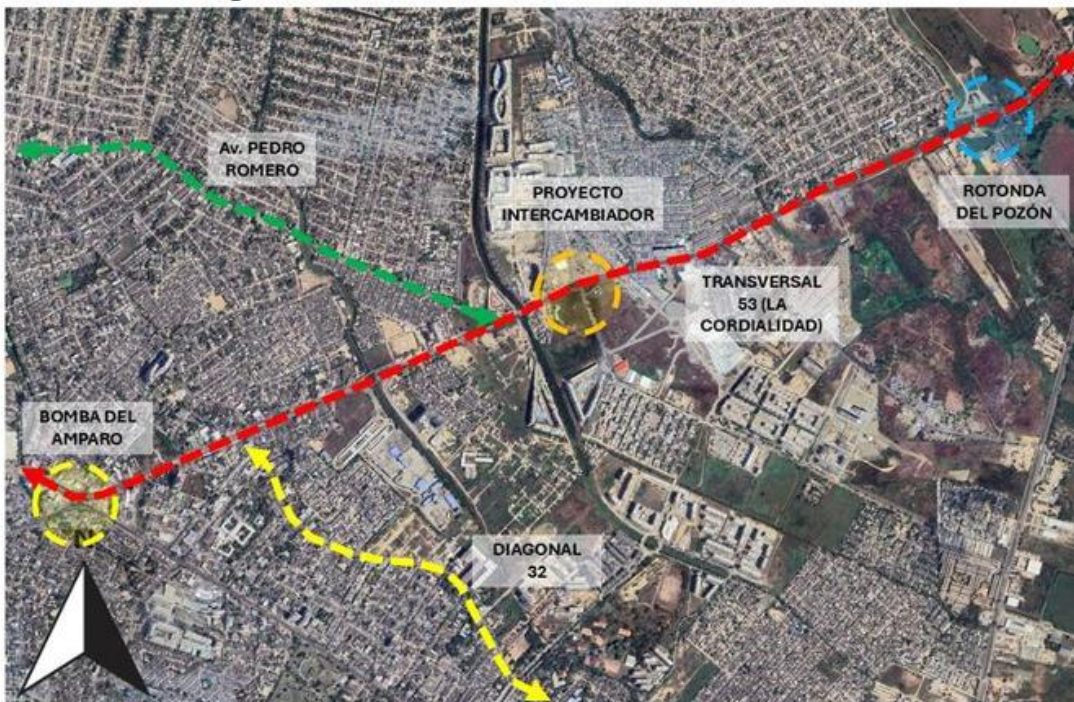 Av. PEDRO
ROMERO
PROYECTO
INTERCAMBIADOR
ROTONDA
DEL POZÓN
TRANSVERSAL
53 (LA
CORDIALIDAD)
BOMBA DEL
AMPARO
N
DIAGONAL
32